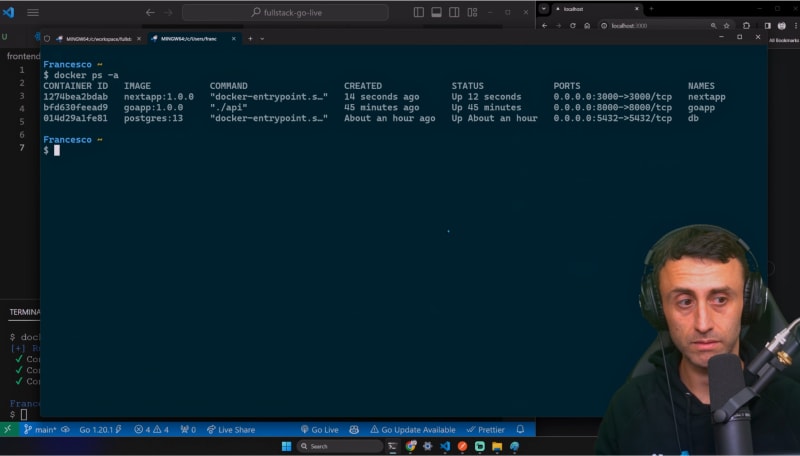 fullstack-go-live
localhost
localhost:3000
All Bookmarks
MINGW64:/c/workspace/fullst
MINGW64:/c/Users/franc
U
frontend
1
2
3
4
5
6
7
Francesco ~
$ docker ps -a
CONTAINER ID IMAGE COMMAND CREATED STATUS PORTS NAMES
1274bea2bdab nextapp:1.0.0 "docker-entrypoint.s…" 14 seconds ago Up 12 seconds 0.0.0.0:3000->3000/tcp nextapp
bfd630feead9 goapp:1.0.0 "./api" 45 minutes ago Up 45 minutes 0.0.0.0:8000->8000/tcp goapp
014d29a1fe81 postgres:13 "docker-entrypoint.s…" About an hour ago Up About an hour 0.0.0.0:5432->5432/tcp db
Francesco ~
$
TERMINA
$ doc
[+] R
✓ Co
✓ Co
✓ Co
Franc
$
main* Go 1.20.1 4 4 0 Live Share Go Live Go Update Available Prettier
Search